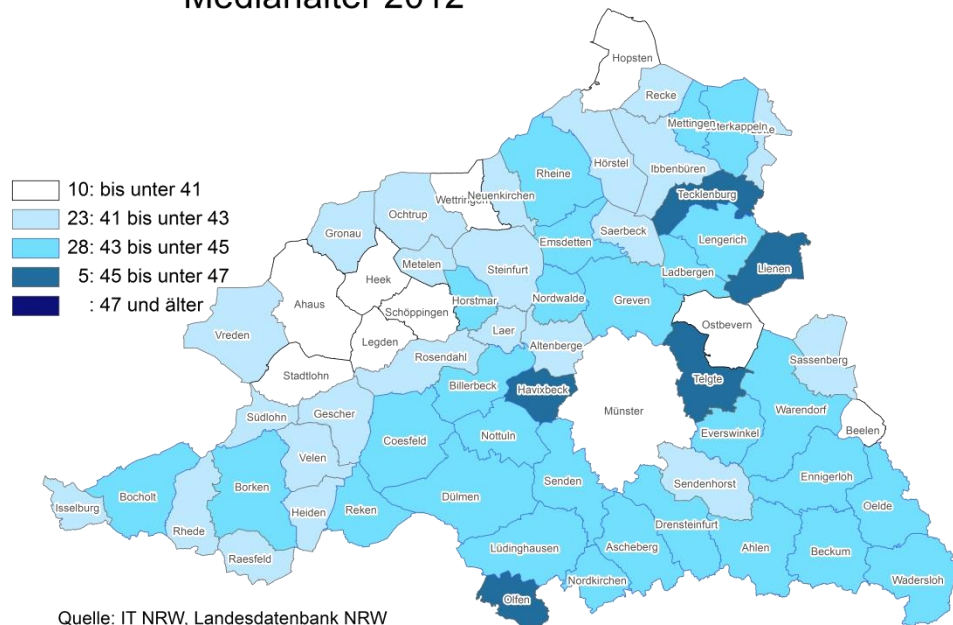 Medianalter 2012
Hopsten
Recke
Mettingen
Westerkappeln
Lotte
Ibbenbüren
Hörstel
Rheine
Neuenkirchen
Wettringen
Tecklenburg
10: bis unter 41
23: 41 bis unter 43
28: 43 bis unter 45
5: 45 bis unter 47
: 47 und älter
Ochtrup
Gronau
Emsdetten
Saerbeck
Lengerich
Metelen
Steinfurt
Ladbergen
Lienen
Heek
Ahaus
Horstmar
Nordwalde
Greven
Schöppingen
Ostbevern
Vreden
Legden
Laer
Altenberge
Rosendahl
Sassenberg
Stadtlohn
Billerbeck
Havixbeck
Telgte
Münster
Warendorf
Südlohn
Gescher
Coesfeld
Nottuln
Everswinkel
Beelen
Velen
Borken
Bocholt
Isselburg
Rhede
Heiden
Reken
Dülmen
Senden
Sendenhorst
Ennigerloh
Oelde
Drensteinfurt
Raesfeld
Lüdinghausen
Ascheberg
Ahlen
Beckum
Nordkirchen
Wadersloh
Olfen
Quelle: IT NRW, Landesdatenbank NRW